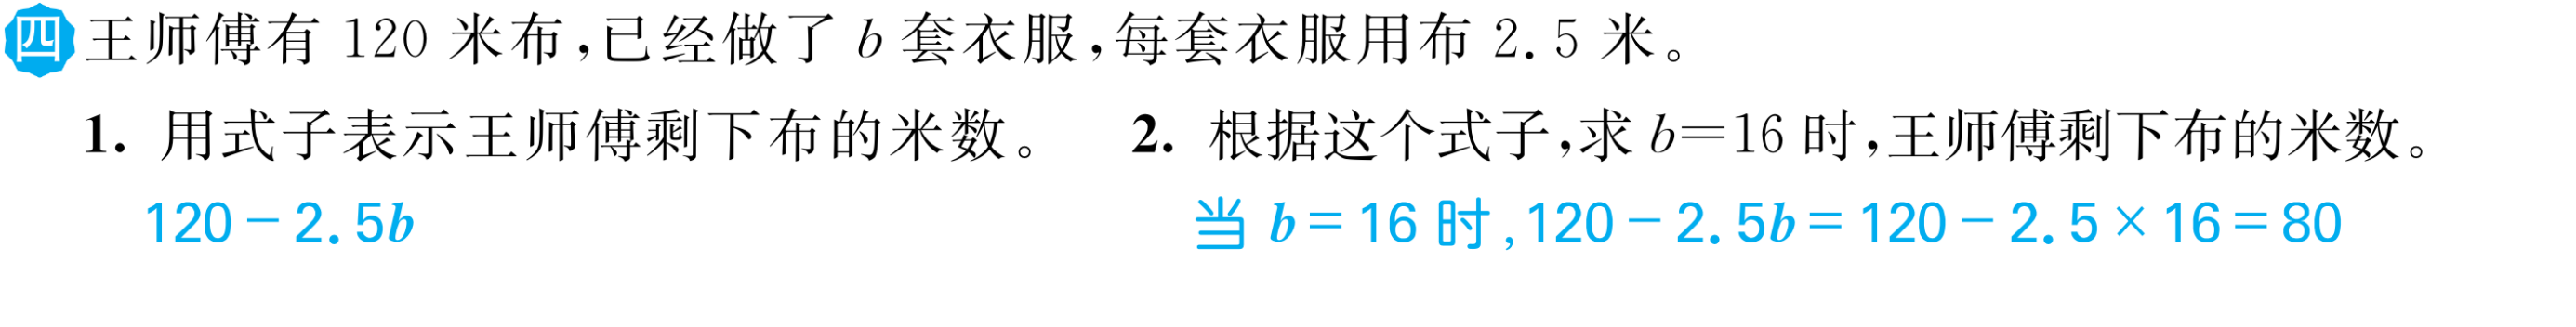 四 王师傅有 120 米布,已经做了 b 套衣服,每套衣服用布 2.5 米。
1. 用式子表示王师傅剩下布的米数。 2. 根据这个式子,求 b=16 时,王师傅剩下布的米数。
120-2.5b 当 b=16 时,120-2.5b=120-2.5×16=80